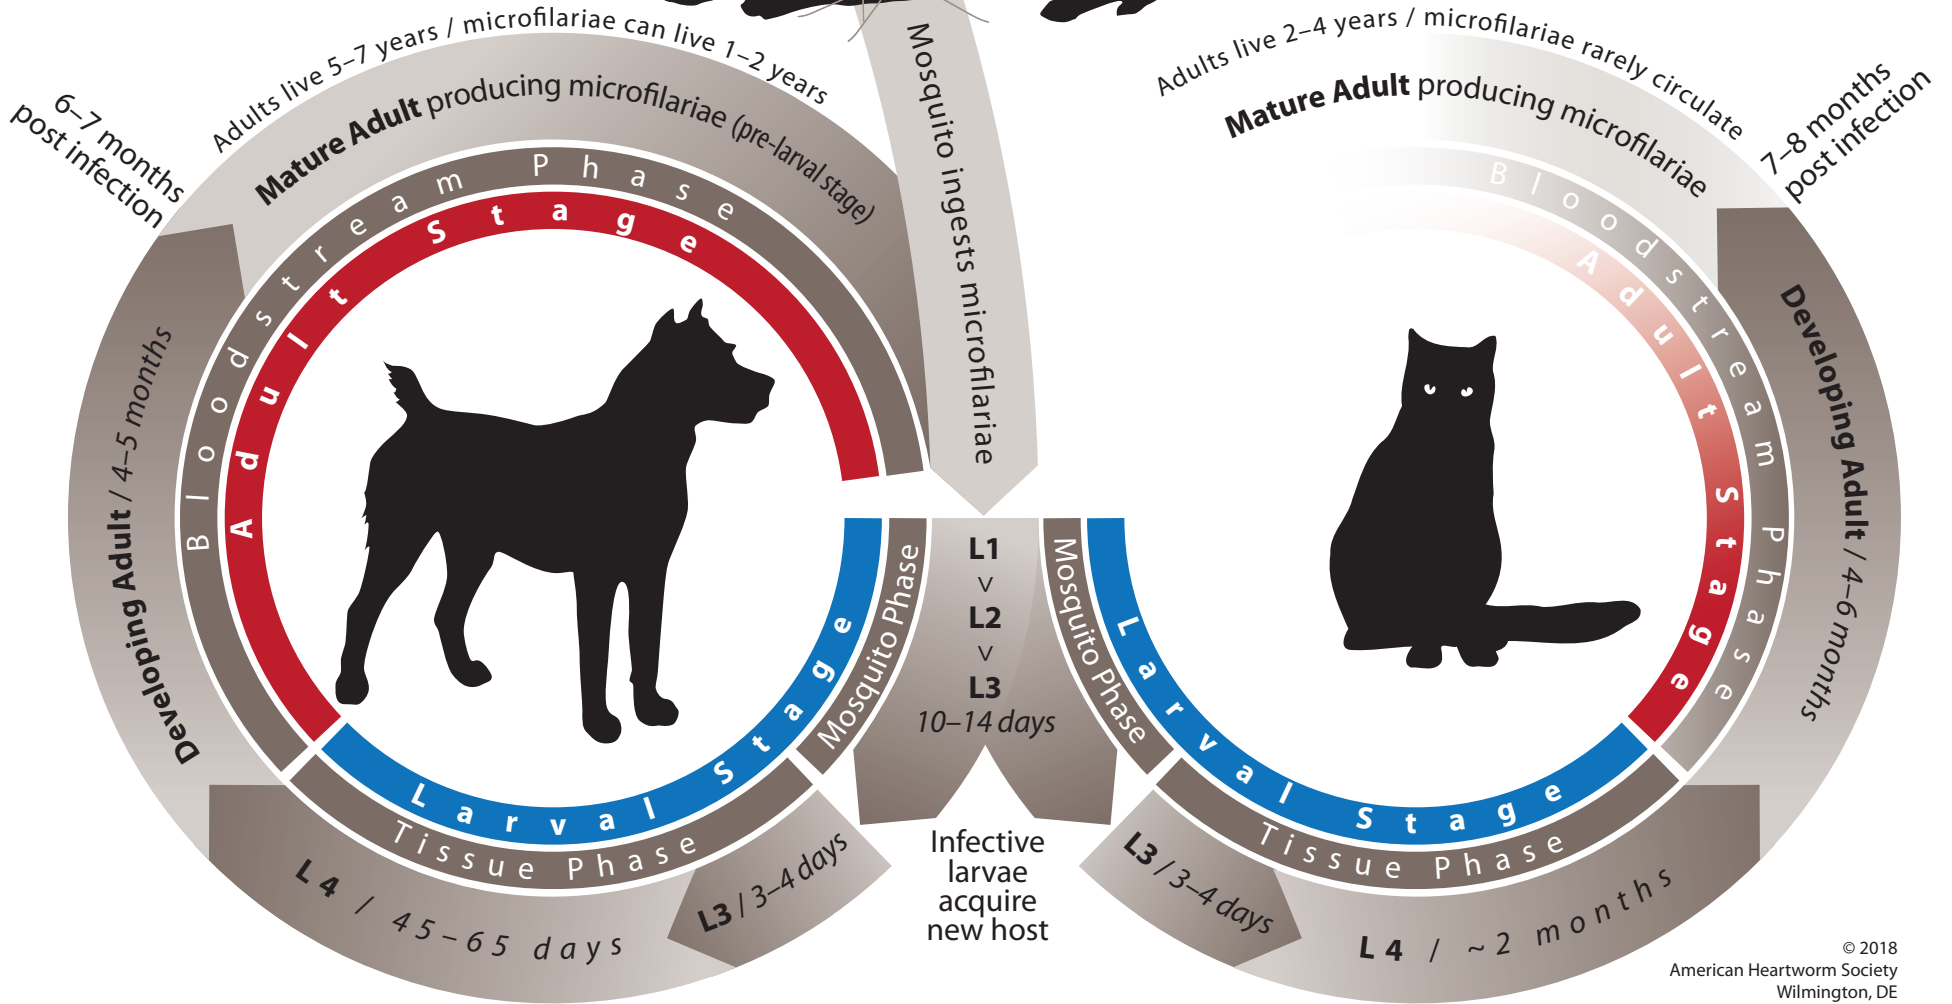 Adults live 5–7 years / microfilariae can live 1–2 years
Mature Adult producing microfilariae (pre-larval stage)
6–7 months
post infection
Bloodstream Phase
Adult Stage
Developing Adult / 4–5 months
Mosquito ingests microfilariae
Adults live 2–4 years / microfilariae rarely circulate
Mature Adult producing microfilariae
7–8 months
post infection
Bloodstream Phase
Adult Stage
Developing Adult / 4–6 months
L1
v
L2
v
L3
10–14 days
Mosquito Phase
Larval Stage
Tissue Phase
L3 / 3–4 days
L4 / 45–65 days
Infective
larvae
acquire
new host
Mosquito Phase
Larval Stage
Tissue Phase
L3 / 3–4 days
L4 / ~2 months
© 2018
American Heartworm Society
Wilmington, DE